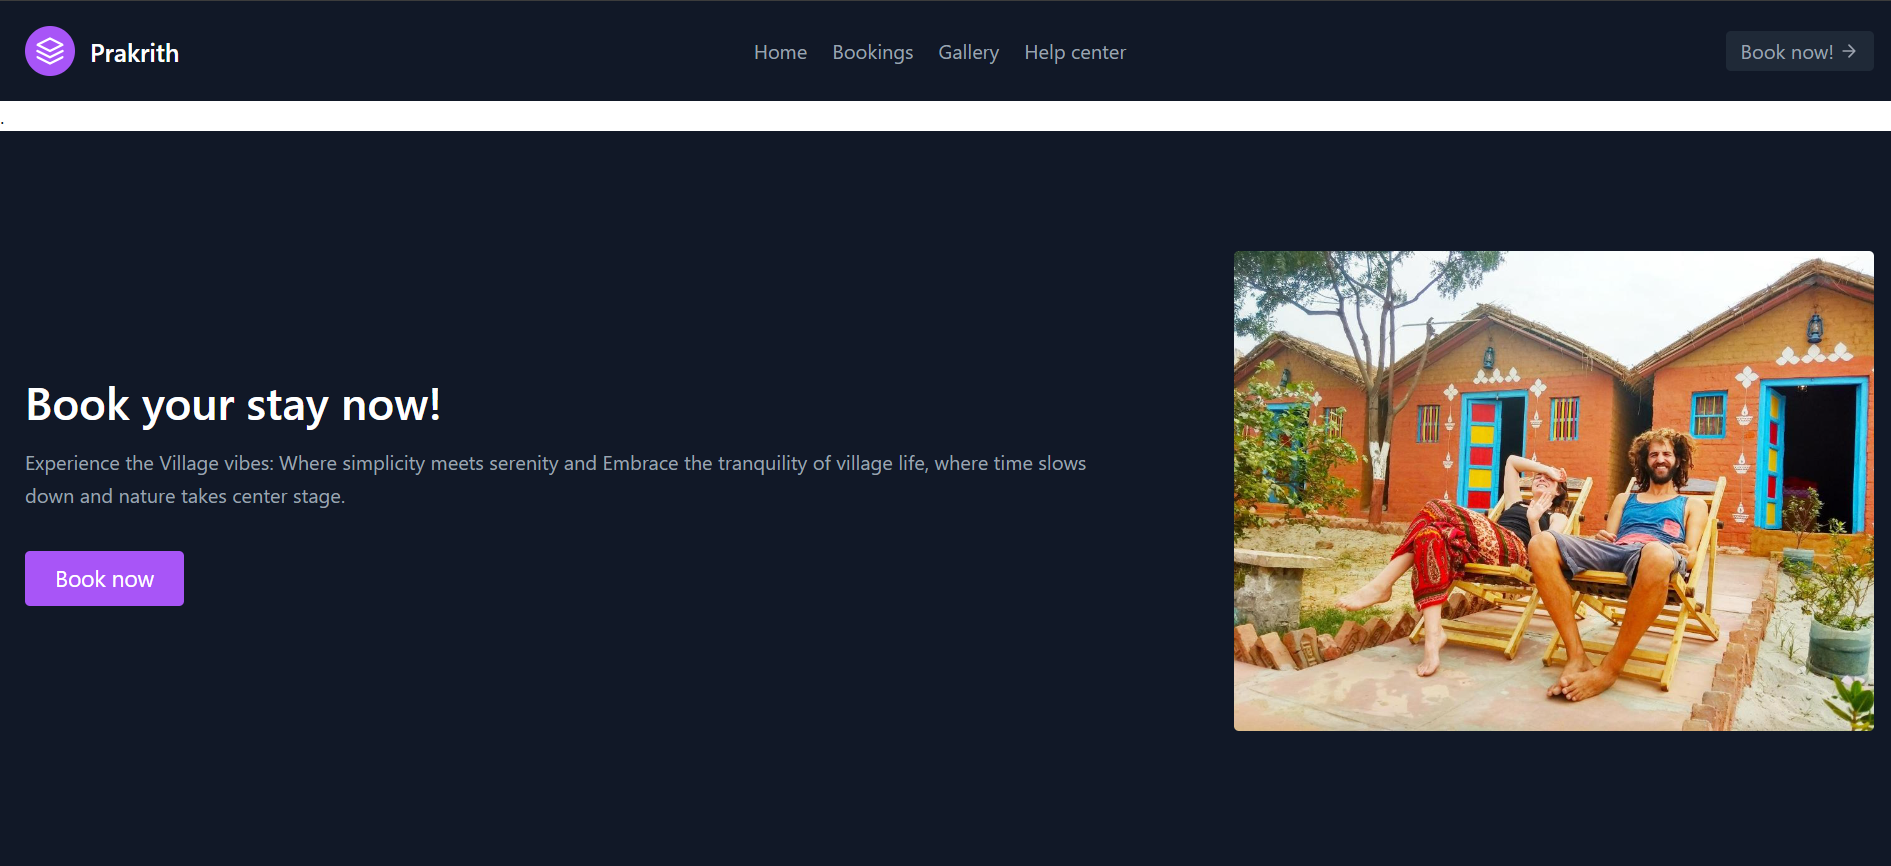 Prakrith
Home Bookings Gallery Help center
Book now! →
.
Book your stay now!
Experience the Village vibes: Where simplicity meets serenity and Embrace the tranquility of village life, where time slows
down and nature takes center stage.
Book now